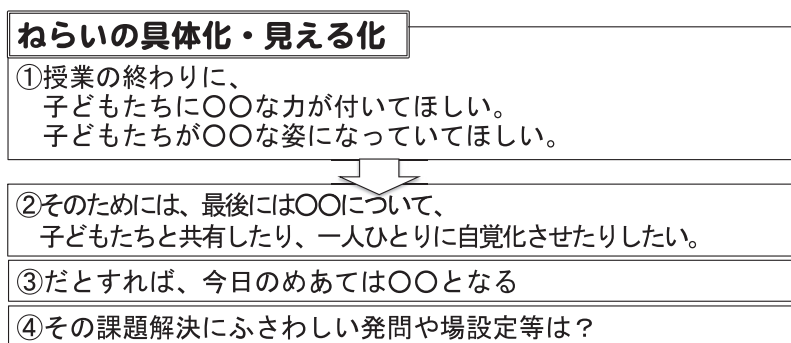 ねらいの具体化・見える化
①授業の終わりに、
子どもたちに〇〇な力が付いてほしい。
子どもたちが〇〇な姿になっていてほしい。
②そのためには、最後には〇〇について、
子どもたちと共有したり、一人ひとりに自覚化させたりしたい。
③だとすれば、今日のめあては〇〇となる
④その課題解決にふさわしい発問や場設定等は？